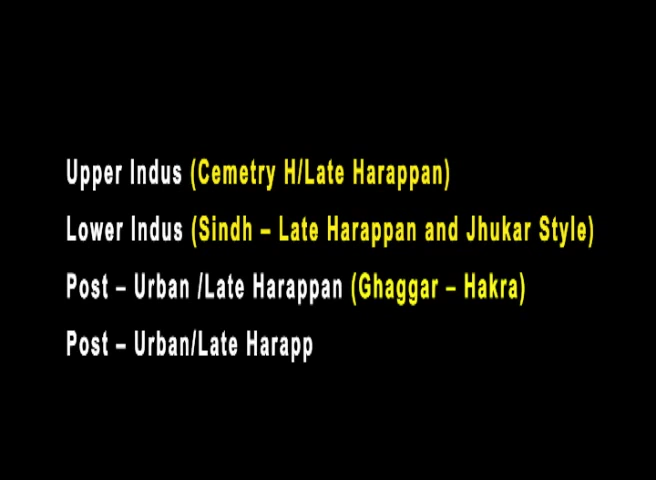 Upper Indus (Cemetry H/Late Harappan)
Lower Indus (Sindh – Late Harappan and Jhukar Style)
Post – Urban /Late Harappan (Ghaggar – Hakra)
Post – Urban/Late Harapp